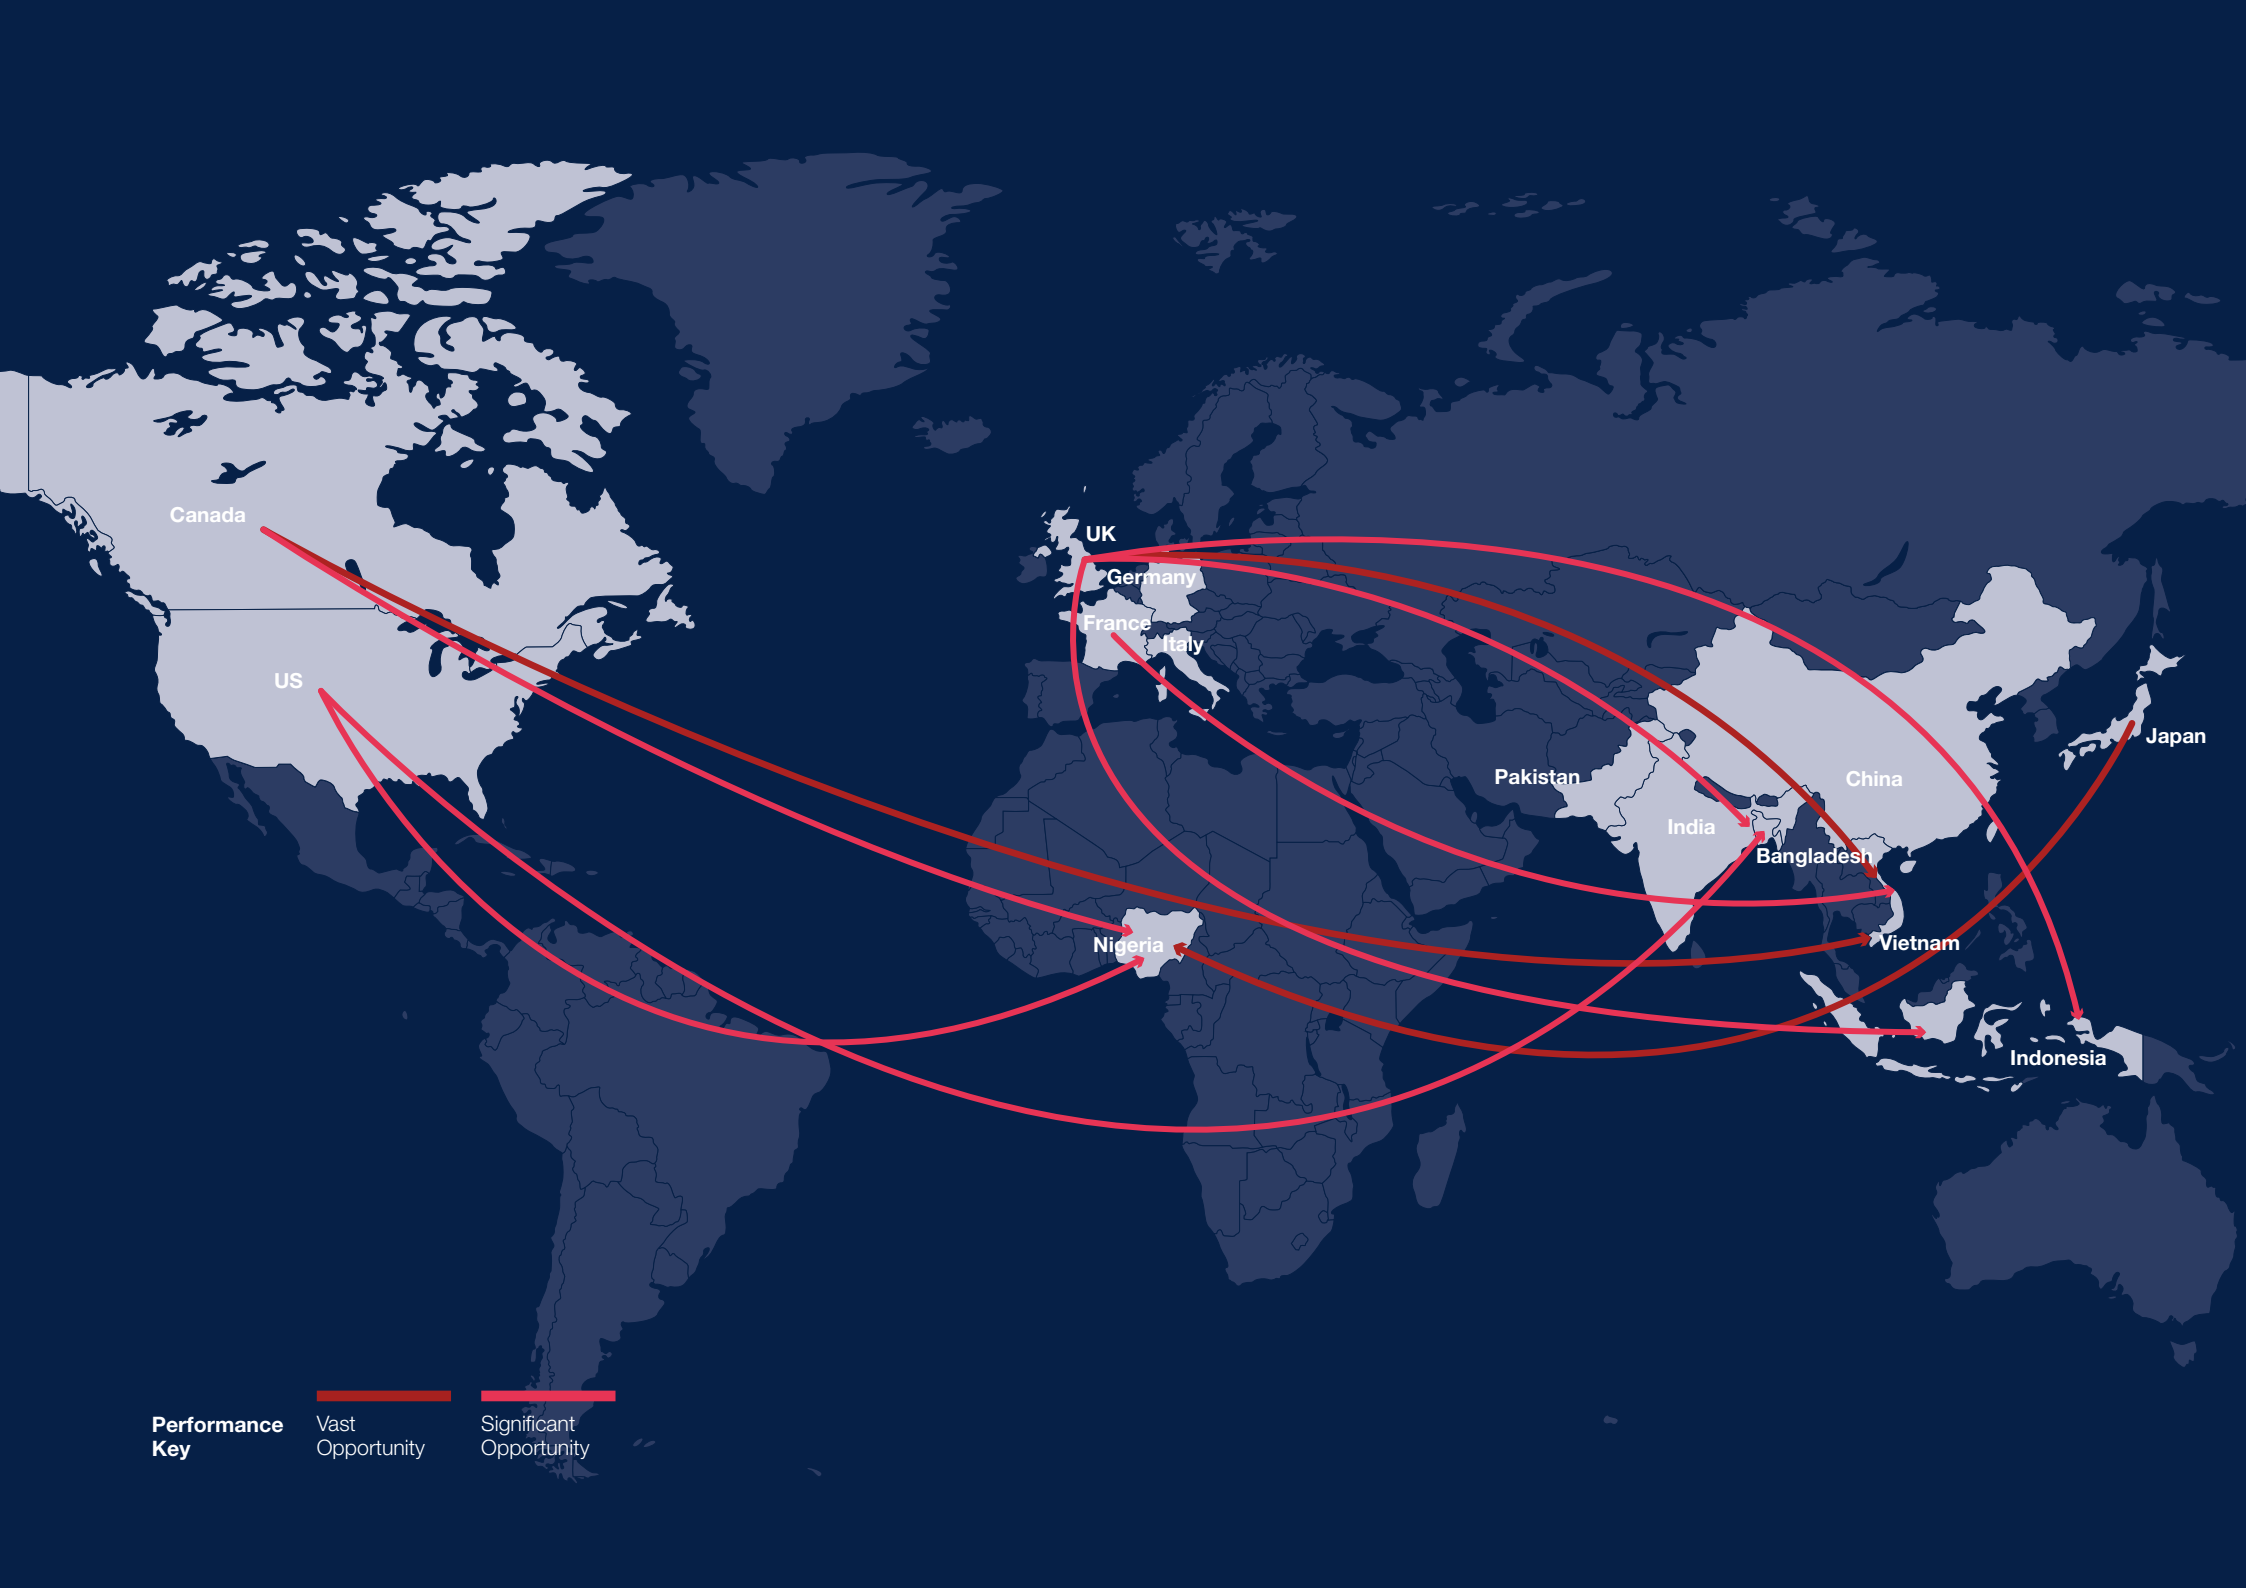 Canada
UK
Germany
France
Italy
US
Japan
Pakistan
China
India
Bangladesh
Nigeria
Vietnam
Indonesia
Performance
Key
Vast
Opportunity
Significant
Opportunity